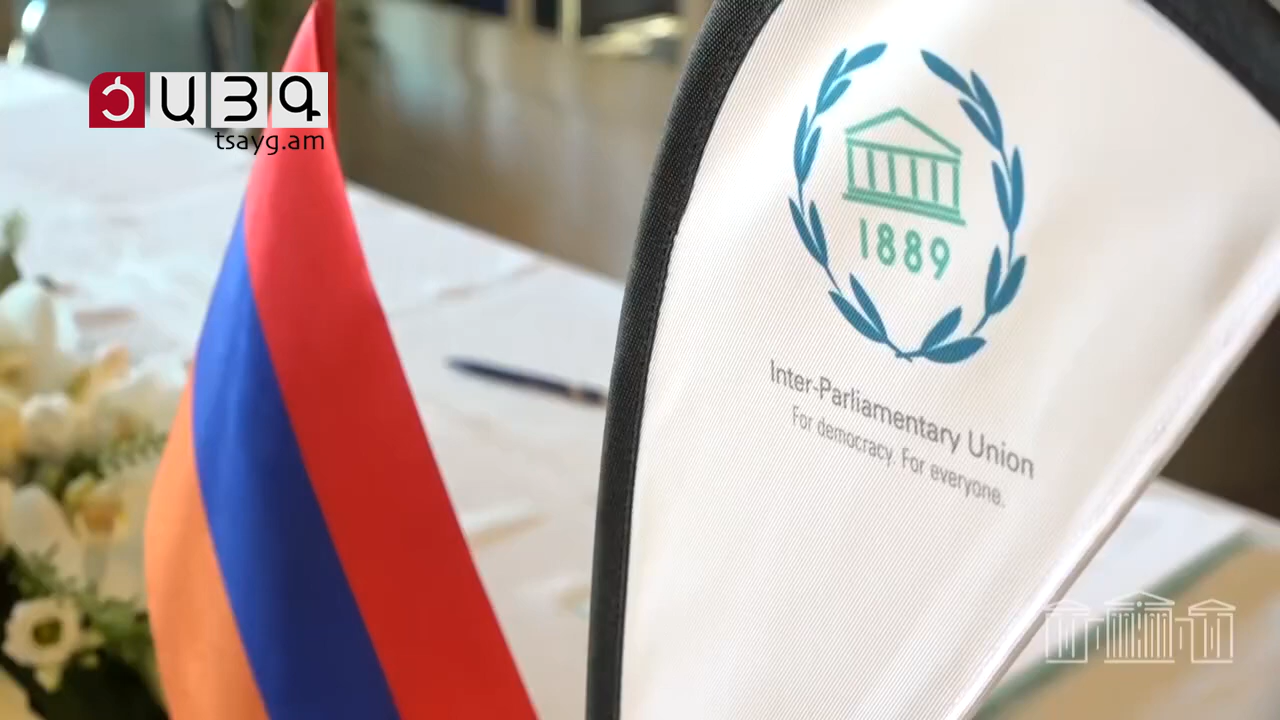 ԾԱՅԳ
tsayg.am
1889
Inter-Parliamentary Union
For democracy. For everyone.